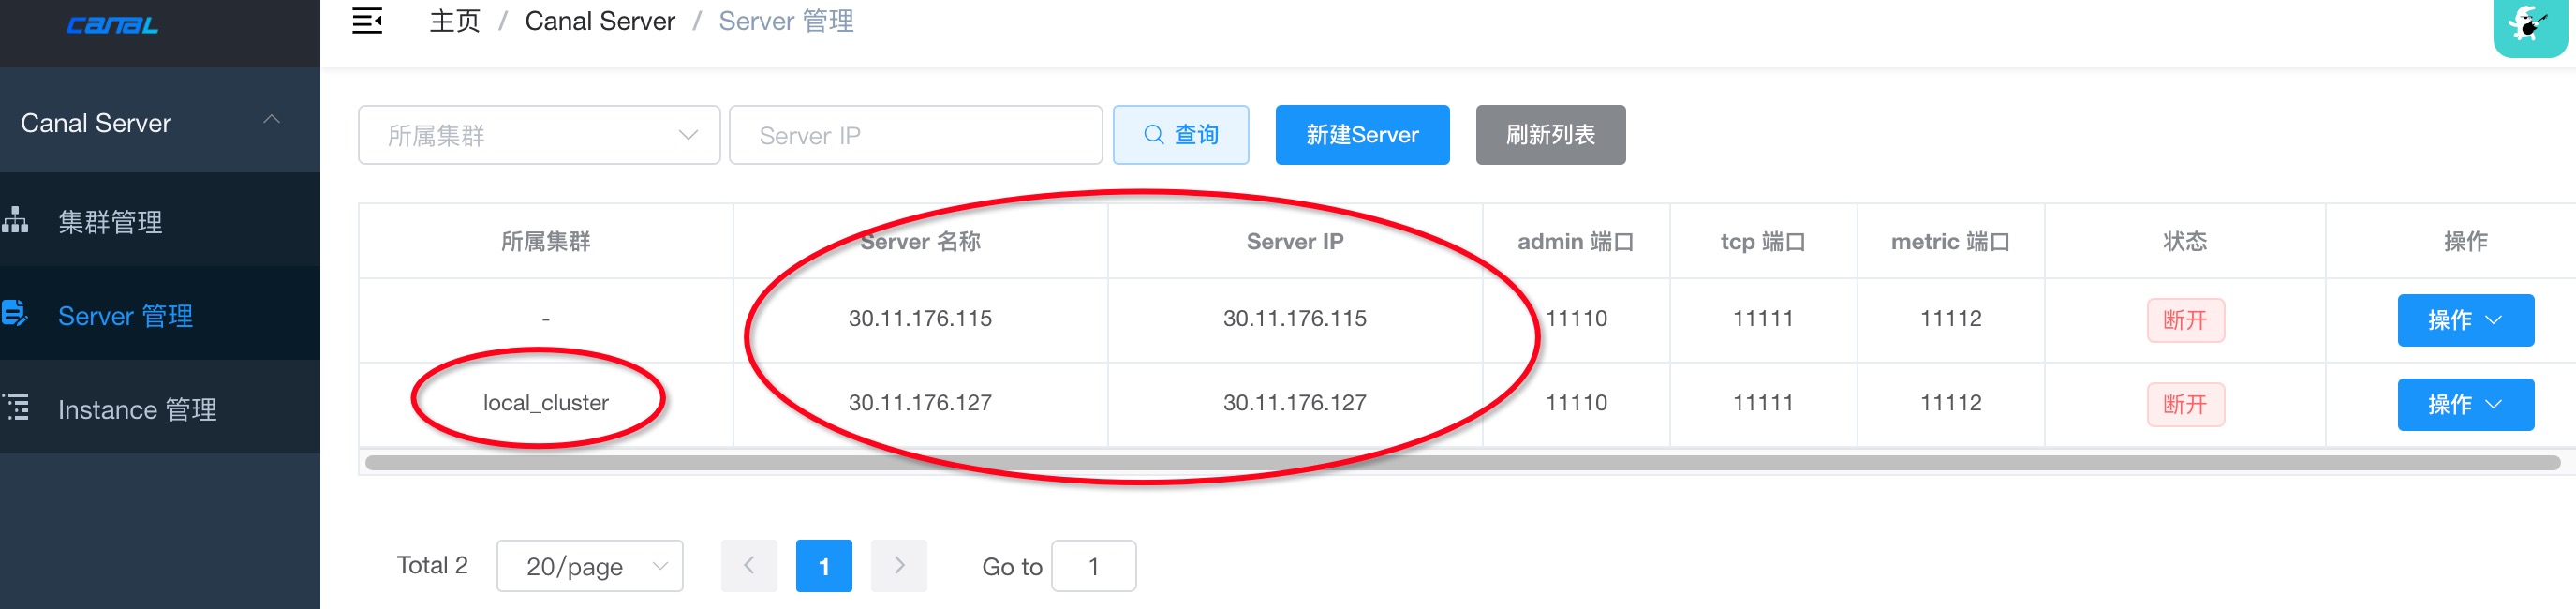 CANAL
主页 / Canal Server / Server 管理
Canal Server
集群管理
Server 管理
Instance 管理
所属集群 Server IP 查询 新建Server 刷新列表
所属集群 Server 名称 Server IP admin 端口 tcp 端口 metric 端口 状态 操作
- 30.11.176.115 30.11.176.115 11110 11111 11112 断开 操作
local_cluster 30.11.176.127 30.11.176.127 11110 11111 11112 断开 操作
Total 2 20/page 1 Go to 1